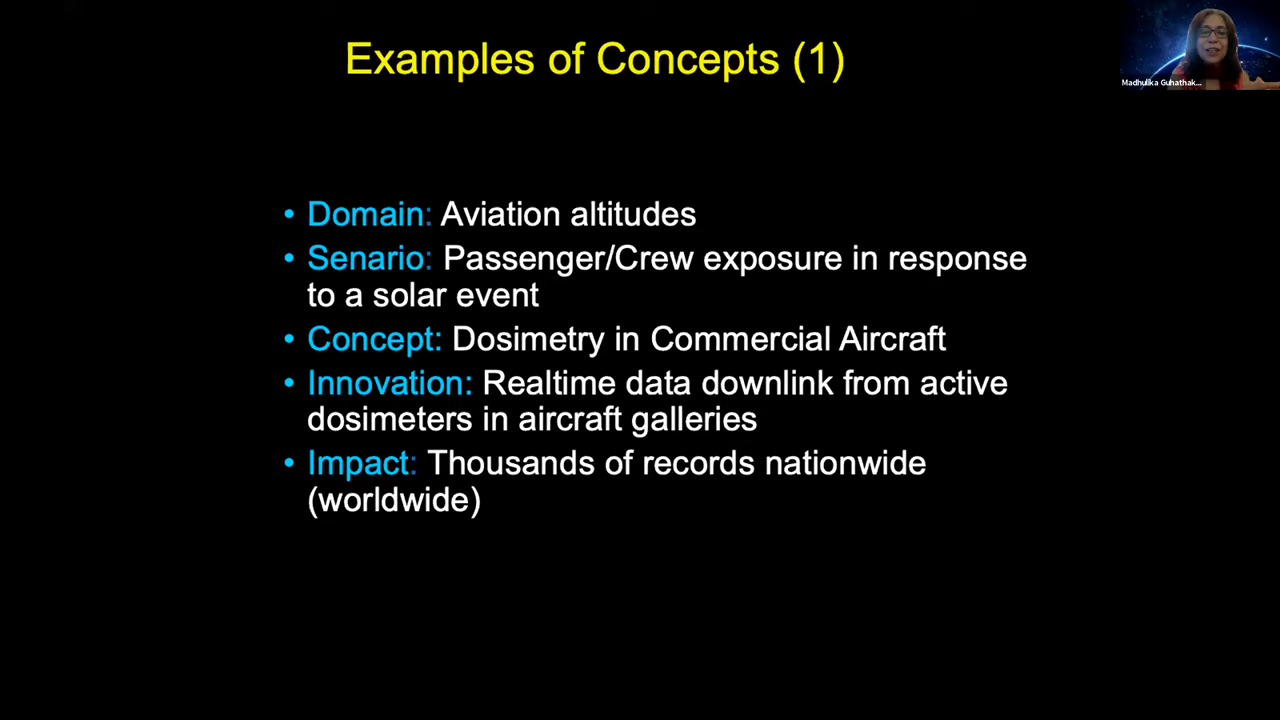 Examples of Concepts (1)
Madhulika Guhathak...
• Domain: Aviation altitudes
• Senario: Passenger/Crew exposure in response
to a solar event
• Concept: Dosimetry in Commercial Aircraft
• Innovation: Realtime data downlink from active
dosimeters in aircraft galleries
• Impact: Thousands of records nationwide
(worldwide)